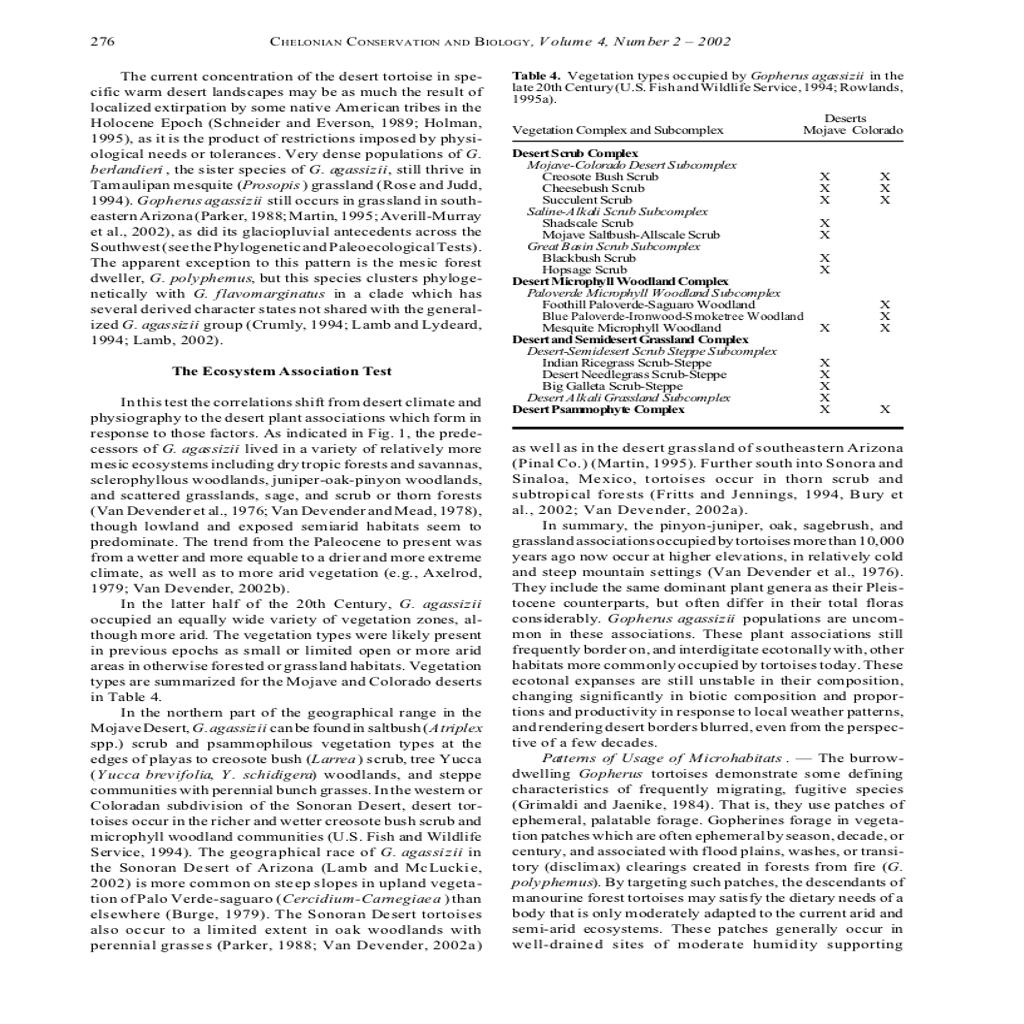 276
CHELONIAN CONSERVATION AND BIOLOGY, Volume 4, Number 2 – 2002
The current concentration of the desert tortoise in spe-
cific warm desert landscapes may be as much the result of
localized extirpation by some native American tribes in the
Holocene Epoch (Schneider and Everson, 1989; Holman,
1995), as it is the product of restrictions imposed by physi-
ological needs or tolerances. Very dense populations of G.
berlandieri, the sister species of G. agassizii, still thrive in
Tamaulipan mesquite (Prosopis) grassland (Rose and Judd,
1994). Gopherus agassizii still occurs in grassland in south-
eastern Arizona (Parker, 1988; Martin, 1995; Averill-Murray
et al., 2002), as did its glaciopluvial antecedents across the
Southwest (see the Phylogenetic and Paleoecological Tests).
The apparent exception to this pattern is the mesic forest
dweller, G. polyphemus, but this species clusters phyloge-
netically with G. flavomarginatus in a clade which has
several derived character states not shared with the general-
ized G. agassizii group (Crumly, 1994; Lamb and Lydeard,
1994; Lamb, 2002).
The Ecosystem Association Test
In this test the correlations shift from desert climate and
physiography to the desert plant associations which form in
response to those factors. As indicated in Fig. 1, the prede-
cessors of G. agassizii lived in a variety of relatively more
mesic ecosystems including dry tropic forests and savannas,
sclerophyllous woodlands, juniper-oak-pinyon woodlands,
and scattered grasslands, sage, and scrub or thorn forests
(Van Devender et al., 1976; Van Devender and Mead, 1978),
though lowland and exposed semiarid habitats seem to
predominate. The trend from the Paleocene to present was
from a wetter and more equable to a drier and more extreme
climate, as well as to more arid vegetation (e.g., Axelrod,
1979; Van Devender, 2002b).
In the latter half of the 20th Century, G. agassizii
occupied an equally wide variety of vegetation zones, al-
though more arid. The vegetation types were likely present
in previous epochs as small or limited open or more arid
areas in otherwise forested or grassland habitats. Vegetation
types are summarized for the Mojave and Colorado deserts
in Table 4.
In the northern part of the geographical range in the
Mojave Desert, G. agassizii can be found in saltbush (Atriplex
spp.) scrub and psammophilous vegetation types at the
edges of playas to creosote bush (Larrea) scrub, tree Yucca
(Yucca brevifolia, Y. schidigera) woodlands, and steppe
communities with perennial bunch grasses. In the western or
Coloradan subdivision of the Sonoran Desert, desert tor-
toises occur in the richer and wetter creosote bush scrub and
microphyll woodland communities (U.S. Fish and Wildlife
Service, 1994). The geographical race of G. agassizii in
the Sonoran Desert of Arizona (Lamb and McLuckie,
2002) is more common on steep slopes in upland vegeta-
tion of Palo Verde-saguaro (Cercidium-Carnegiaea) than
elsewhere (Burge, 1979). The Sonoran Desert tortoises
also occur to a limited extent in oak woodlands with
perennial grasses (Parker, 1988; Van Devender, 2002a)
Table 4. Vegetation types occupied by Gopherus agassizii in the
late 20th Century (U.S. Fish and Wildlife Service, 1994; Rowlands,
1995a).
Deserts
Vegetation Complex and Subcomplex Mojave Colorado
Desert Scrub Complex
Mojave-Colorado Desert Subcomplex
Creosote Bush Scrub X X
Cheesebush Scrub X X
Succulent Scrub X X
Saline-Alkali Scrub Subcomplex
Shadscale Scrub X
Mojave Saltbush-Allscale Scrub X
Great Basin Scrub Subcomplex
Blackbush Scrub X
Hopsage Scrub X
Desert Microphyll Woodland Complex
Paloverde Microphyll Woodland Subcomplex
Foothill Paloverde-Saguaro Woodland X
Blue Paloverde-Ironwood-Smoketree Woodland X
Mesquite Microphyll Woodland X X
Desert and Semidesert Grassland Complex
Desert-Semidesert Scrub Steppe Subcomplex
Indian Ricegrass Scrub-Steppe X
Desert Needlegrass Scrub-Steppe X
Big Galleta Scrub-Steppe X
Desert Alkali Grassland Subcomplex X
Desert Psammophyte Complex X X
as well as in the desert grassland of southeastern Arizona
(Pinal Co.) (Martin, 1995). Further south into Sonora and
Sinaloa, Mexico, tortoises occur in thorn scrub and
subtropical forests (Fritts and Jennings, 1994, Bury et
al., 2002; Van Devender, 2002a).
In summary, the pinyon-juniper, oak, sagebrush, and
grassland associations occupied by tortoises more than 10,000
years ago now occur at higher elevations, in relatively cold
and steep mountain settings (Van Devender et al., 1976).
They include the same dominant plant genera as their Pleis-
tocene counterparts, but often differ in their total floras
considerably. Gopherus agassizii populations are uncom-
mon in these associations. These plant associations still
frequently border on, and interdigitate ecotonally with, other
habitats more commonly occupied by tortoises today. These
ecotonal expanses are still unstable in their composition,
changing significantly in biotic composition and propor-
tions and productivity in response to local weather patterns,
and rendering desert borders blurred, even from the perspec-
tive of a few decades.
Patterns of Usage of Microhabitats. — The burrow-
dwelling Gopherus tortoises demonstrate some defining
characteristics of frequently migrating, fugitive species
(Grimaldi and Jaenike, 1984). That is, they use patches of
ephemeral, palatable forage. Gopherines forage in vegeta-
tion patches which are often ephemeral by season, decade, or
century, and associated with flood plains, washes, or transi-
tory (disclimax) clearings created in forests from fire (G.
polyphemus). By targeting such patches, the descendants of
manourine forest tortoises may satisfy the dietary needs of a
body that is only moderately adapted to the current arid and
semi-arid ecosystems. These patches generally occur in
well-drained sites of moderate humidity supporting